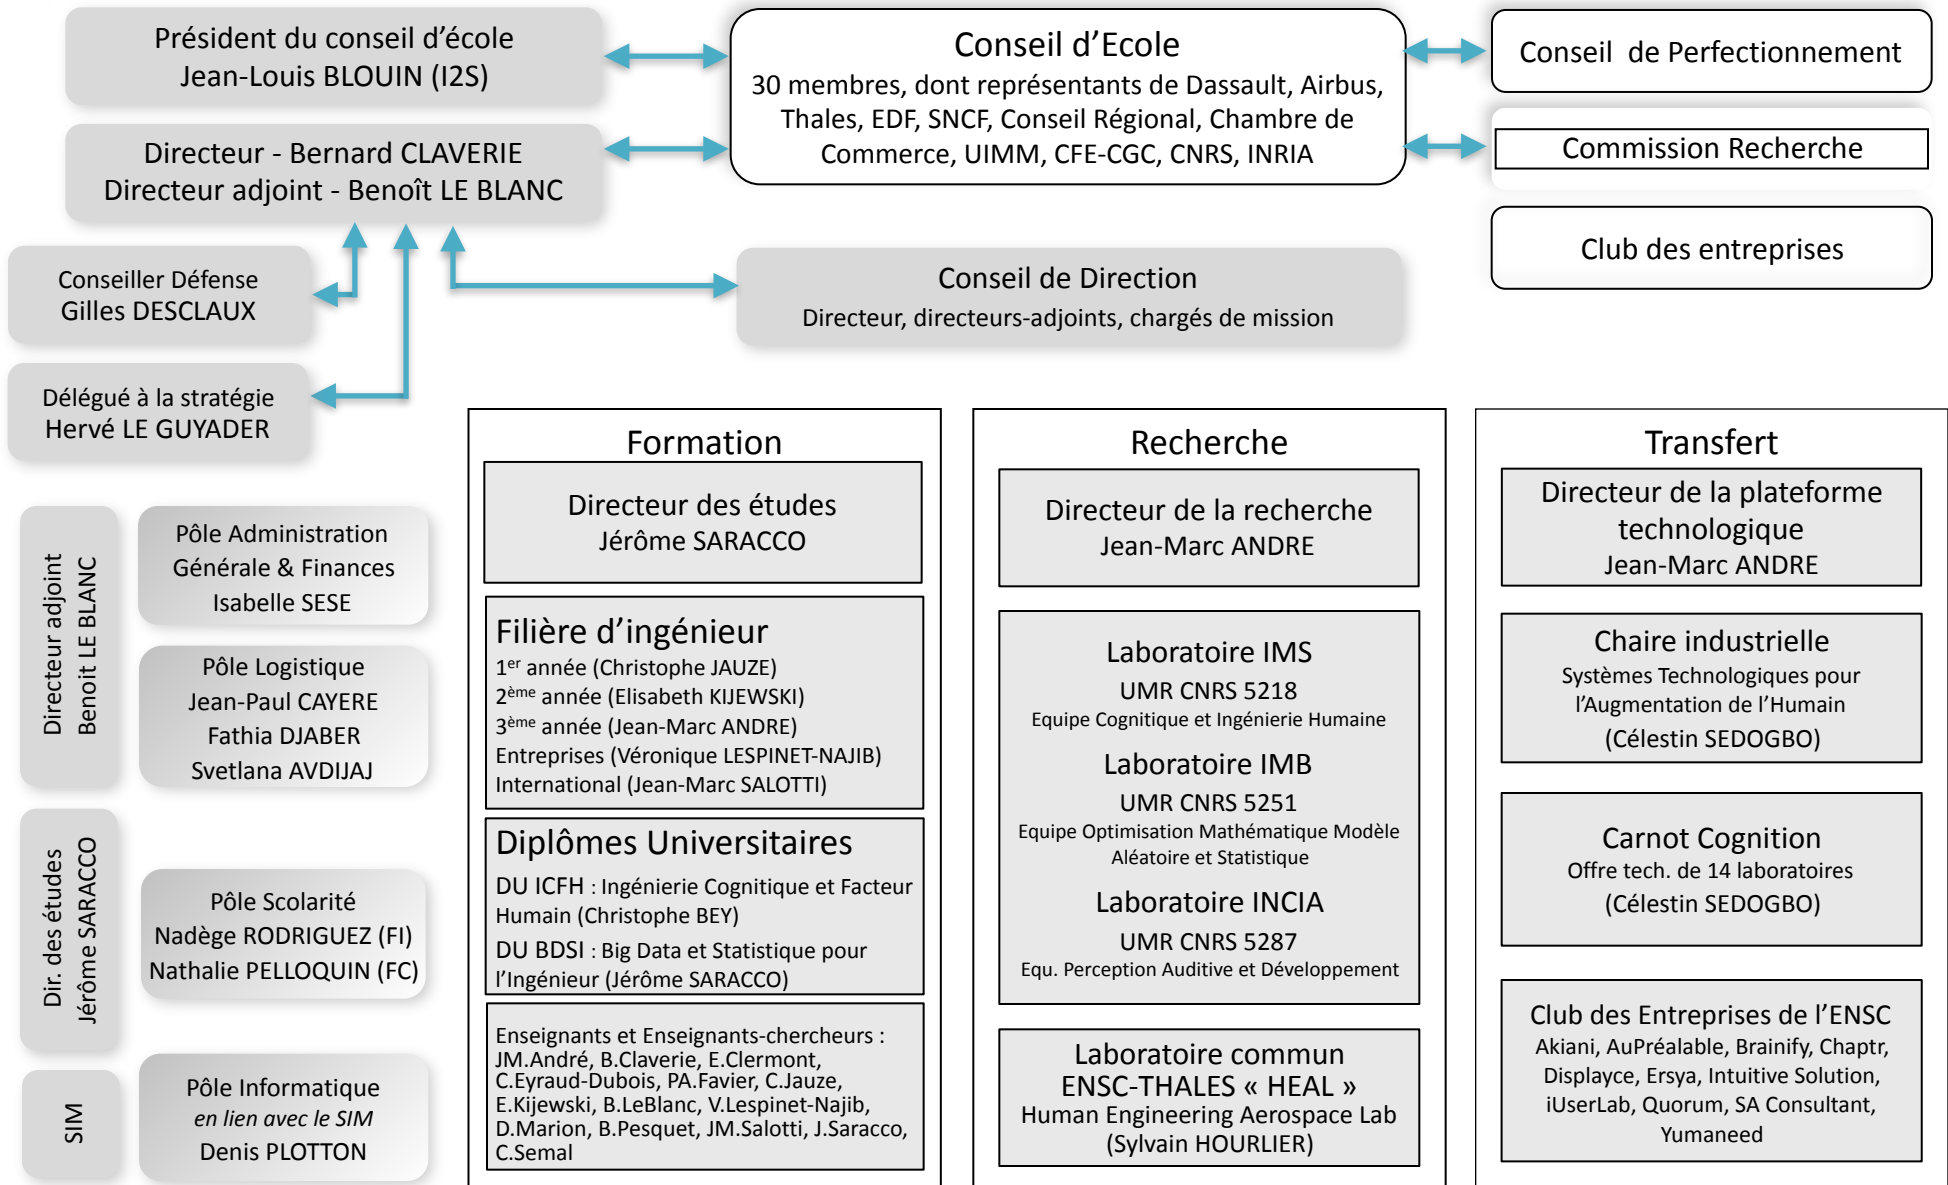 Président du conseil d’école
Jean-Louis BLOUIN (I2S)
Conseil d’Ecole
30 membres, dont représentants de Dassault, Airbus,
Thales, EDF, SNCF, Conseil Régional, Chambre de
Commerce, UIMM, CFE-CGC, CNRS, INRIA
Conseil de Perfectionnement
Directeur - Bernard CLAVERIE
Directeur adjoint - Benoît LE BLANC
Commission Recherche
Club des entreprises
Conseiller Défense
Gilles DESCLAUX
Conseil de Direction
Directeur, directeurs-adjoints, chargés de mission
Délégué à la stratégie
Hervé LE GUYADER
Directeur adjoint
Benoit LE BLANC
Pôle Administration
Générale & Finances
Isabelle SESE
Pôle Logistique
Jean-Paul CAYERE
Fathia DJABER
Svetlana AVDIJAJ
Dir. des études
Jérôme SARACCO
Pôle Scolarité
Nadège RODRIGUEZ (FI)
Nathalie PELLOQUIN (FC)
SIM
Pôle Informatique
en lien avec le SIM
Denis PLOTTON
Formation
Directeur des études
Jérôme SARACCO
Filière d’ingénieur
1er année (Christophe JAUZE)
2ème année (Elisabeth KIJEWSKI)
3ème année (Jean-Marc ANDRE)
Entreprises (Véronique LESPINET-NAJIB)
International (Jean-Marc SALOTTI)
Diplômes Universitaires
DU ICFH : Ingénierie Cognitique et Facteur
Humain (Christophe BEY)
DU BDSI : Big Data et Statistique pour
l’Ingénieur (Jérôme SARACCO)
Enseignants et Enseignants-chercheurs :
JM.André, B.Claverie, E.Clermont,
C.Eyraud-Dubois, PA.Favier, C.Jauze,
E.Kijewski, B.LeBlanc, V.Lespinet-Najib,
D.Marion, B.Pesquet, JM.Salotti, J.Saracco,
C.Semal
Recherche
Directeur de la recherche
Jean-Marc ANDRE
Laboratoire IMS
UMR CNRS 5218
Equipe Cognitique et Ingénierie Humaine
Laboratoire IMB
UMR CNRS 5251
Equipe Optimisation Mathématique Modèle
Aléatoire et Statistique
Laboratoire INCIA
UMR CNRS 5287
Equ. Perception Auditive et Développement
Laboratoire commun
ENSC-THALES « HEAL »
Human Engineering Aerospace Lab
(Sylvain HOURLIER)
Transfert
Directeur de la plateforme
technologique
Jean-Marc ANDRE
Chaire industrielle
Systèmes Technologiques pour
l’Augmentation de l’Humain
(Célestin SEDOGBO)
Carnot Cognition
Offre tech. de 14 laboratoires
(Célestin SEDOGBO)
Club des Entreprises de l’ENSC
Akiani, AuPréalable, Brainify, Chaptr,
Displayce, Ersya, Intuitive Solution,
iUserLab, Quorum, SA Consultant,
Yumaneed